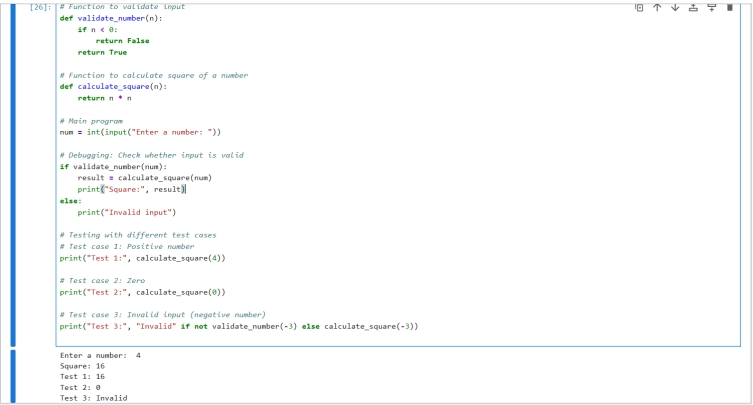 [26]: # Function to validate input
def validate_number(n):
    if n < 0:
        return False
    return True

# Function to calculate square of a number
def calculate_square(n):
    return n * n

# Main program
num = int(input("Enter a number: "))

# Debugging: Check whether input is valid
if validate_number(num):
    result = calculate_square(num)
    print("Square:", result)
else:
    print("Invalid input")

# Testing with different test cases
# Test case 1: Positive number
print("Test 1:", calculate_square(4))

# Test case 2: Zero
print("Test 2:", calculate_square(0))

# Test case 3: Invalid input (negative number)
print("Test 3:", "Invalid" if not validate_number(-3) else calculate_square(-3))

Enter a number:  4
Square: 16
Test 1: 16
Test 2: 0
Test 3: Invalid